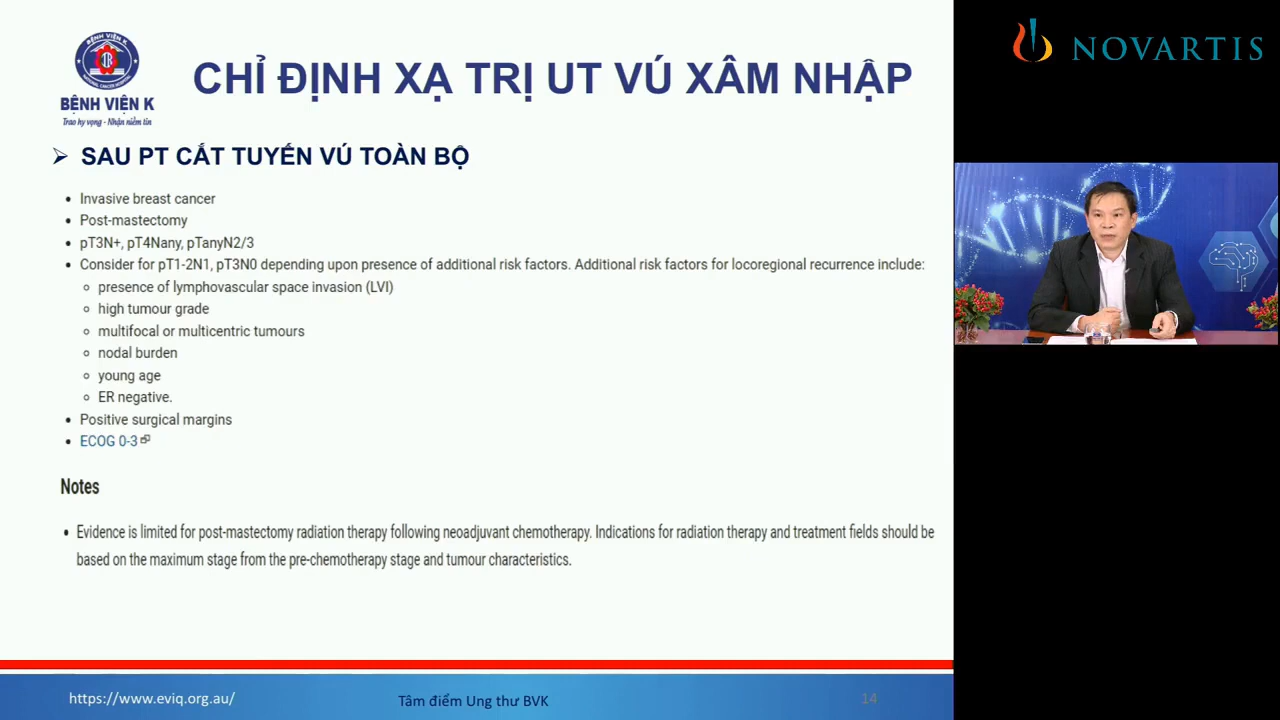 BỆNH VIỆN K
BỆNH VIỆN K
Trao hy vọng - Nhận niềm tin
CHỈ ĐỊNH XẠ TRỊ UT VÚ XÂM NHẬP
NOVARTIS
➢ SAU PT CẮT TUYẾN VÚ TOÀN BỘ
• Invasive breast cancer
• Post-mastectomy
• pT3N+, pT4Nany, pTanyN2/3
• Consider for pT1-2N1, pT3N0 depending upon presence of additional risk factors. Additional risk factors for locoregional recurrence include:
◦ presence of lymphovascular space invasion (LVI)
◦ high tumour grade
◦ multifocal or multicentric tumours
◦ nodal burden
◦ young age
◦ ER negative.
• Positive surgical margins
• ECOG 0-3
Notes
• Evidence is limited for post-mastectomy radiation therapy following neoadjuvant chemotherapy. Indications for radiation therapy and treatment fields should be
based on the maximum stage from the pre-chemotherapy stage and tumour characteristics.
https://www.eviq.org.au/
Tâm điểm Ung thư BVK
14